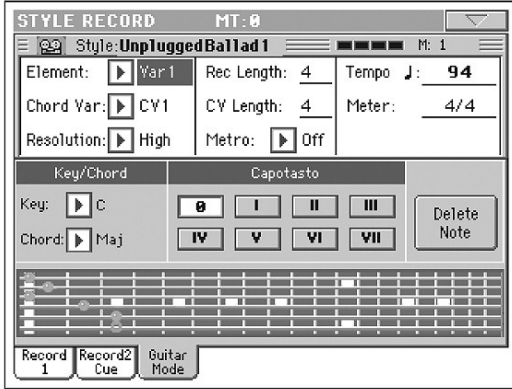 STYLE RECORD MT:0
Style:UnpluggedBallad1 M: 1
Element: Var1 Rec Length: 4 Tempo ♩: 94
Chord Var: CV1 CV Length: 4 Meter: 4/4
Resolution: High Metro: Off
Key/Chord Capotasto
Key: C 0 I II III
Chord: Maj IV V VI VII
Delete Note
Record 1 Record2 Cue Guitar Mode